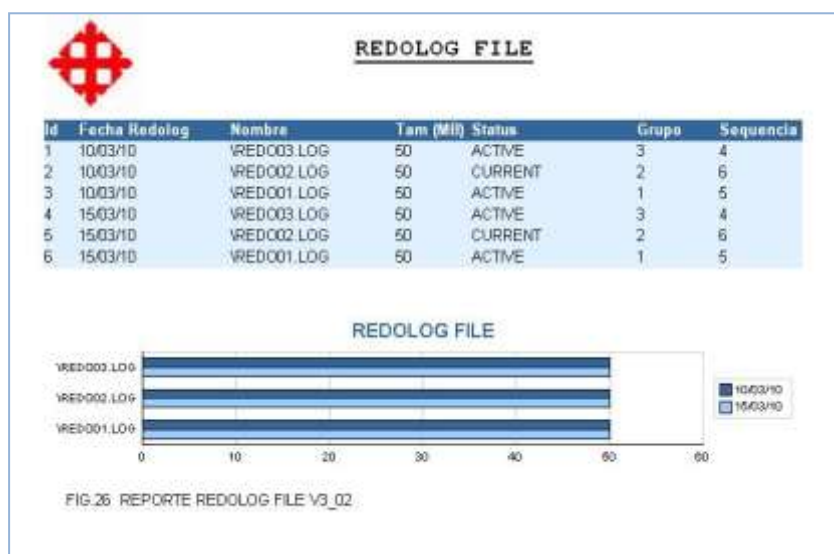 REDOLOG FILE
Id Fecha Redolog Nombre Tam (Mll) Status Grupo Sequencia
1 10/03/10 \REDO03.LOG 50 ACTIVE 3 4
2 10/03/10 \REDO02.LOG 50 CURRENT 2 6
3 10/03/10 \REDO01.LOG 50 ACTIVE 1 5
4 15/03/10 \REDO03.LOG 50 ACTIVE 3 4
5 15/03/10 \REDO02.LOG 50 CURRENT 2 6
6 15/03/10 \REDO01.LOG 50 ACTIVE 1 5
REDOLOG FILE
\REDO03.LOG
\REDO02.LOG
\REDO01.LOG
0 10 20 30 40 50 60
10/03/10
15/03/10
FIG.26 REPORTE REDOLOG FILE V3_02